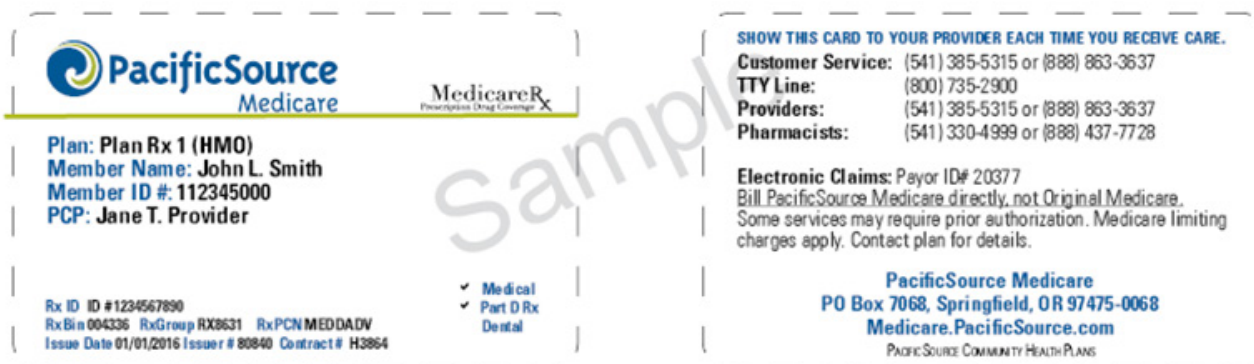 PacificSource
Medicare
MedicareRx
Prescription Drug Coverage
Plan: Plan Rx 1 (HMO)
Member Name: John L. Smith
Member ID #: 112345000
PCP: Jane T. Provider
Rx ID ID #1234567890
RxBin 004336 RxGroup RX8631 RxPCN MEDDADV
Issue Date 01/01/2016 Issuer # 80840 Contract # H3864
✓ Medical
✓ Part D Rx
Dental
Sample
SHOW THIS CARD TO YOUR PROVIDER EACH TIME YOU RECEIVE CARE.
Customer Service: (541) 385-5315 or (888) 863-3637
TTY Line: (800) 735-2900
Providers: (541) 385-5315 or (888) 863-3637
Pharmacists: (541) 330-4999 or (888) 437-7728
Electronic Claims: Payor ID# 20377
Bill PacificSource Medicare directly, not Original Medicare.
Some services may require prior authorization. Medicare limiting
charges apply. Contact plan for details.
PacificSource Medicare
PO Box 7068, Springfield, OR 97475-0068
Medicare.PacificSource.com
PACIFICSOURCE COMMUNITY HEALTH PLANS